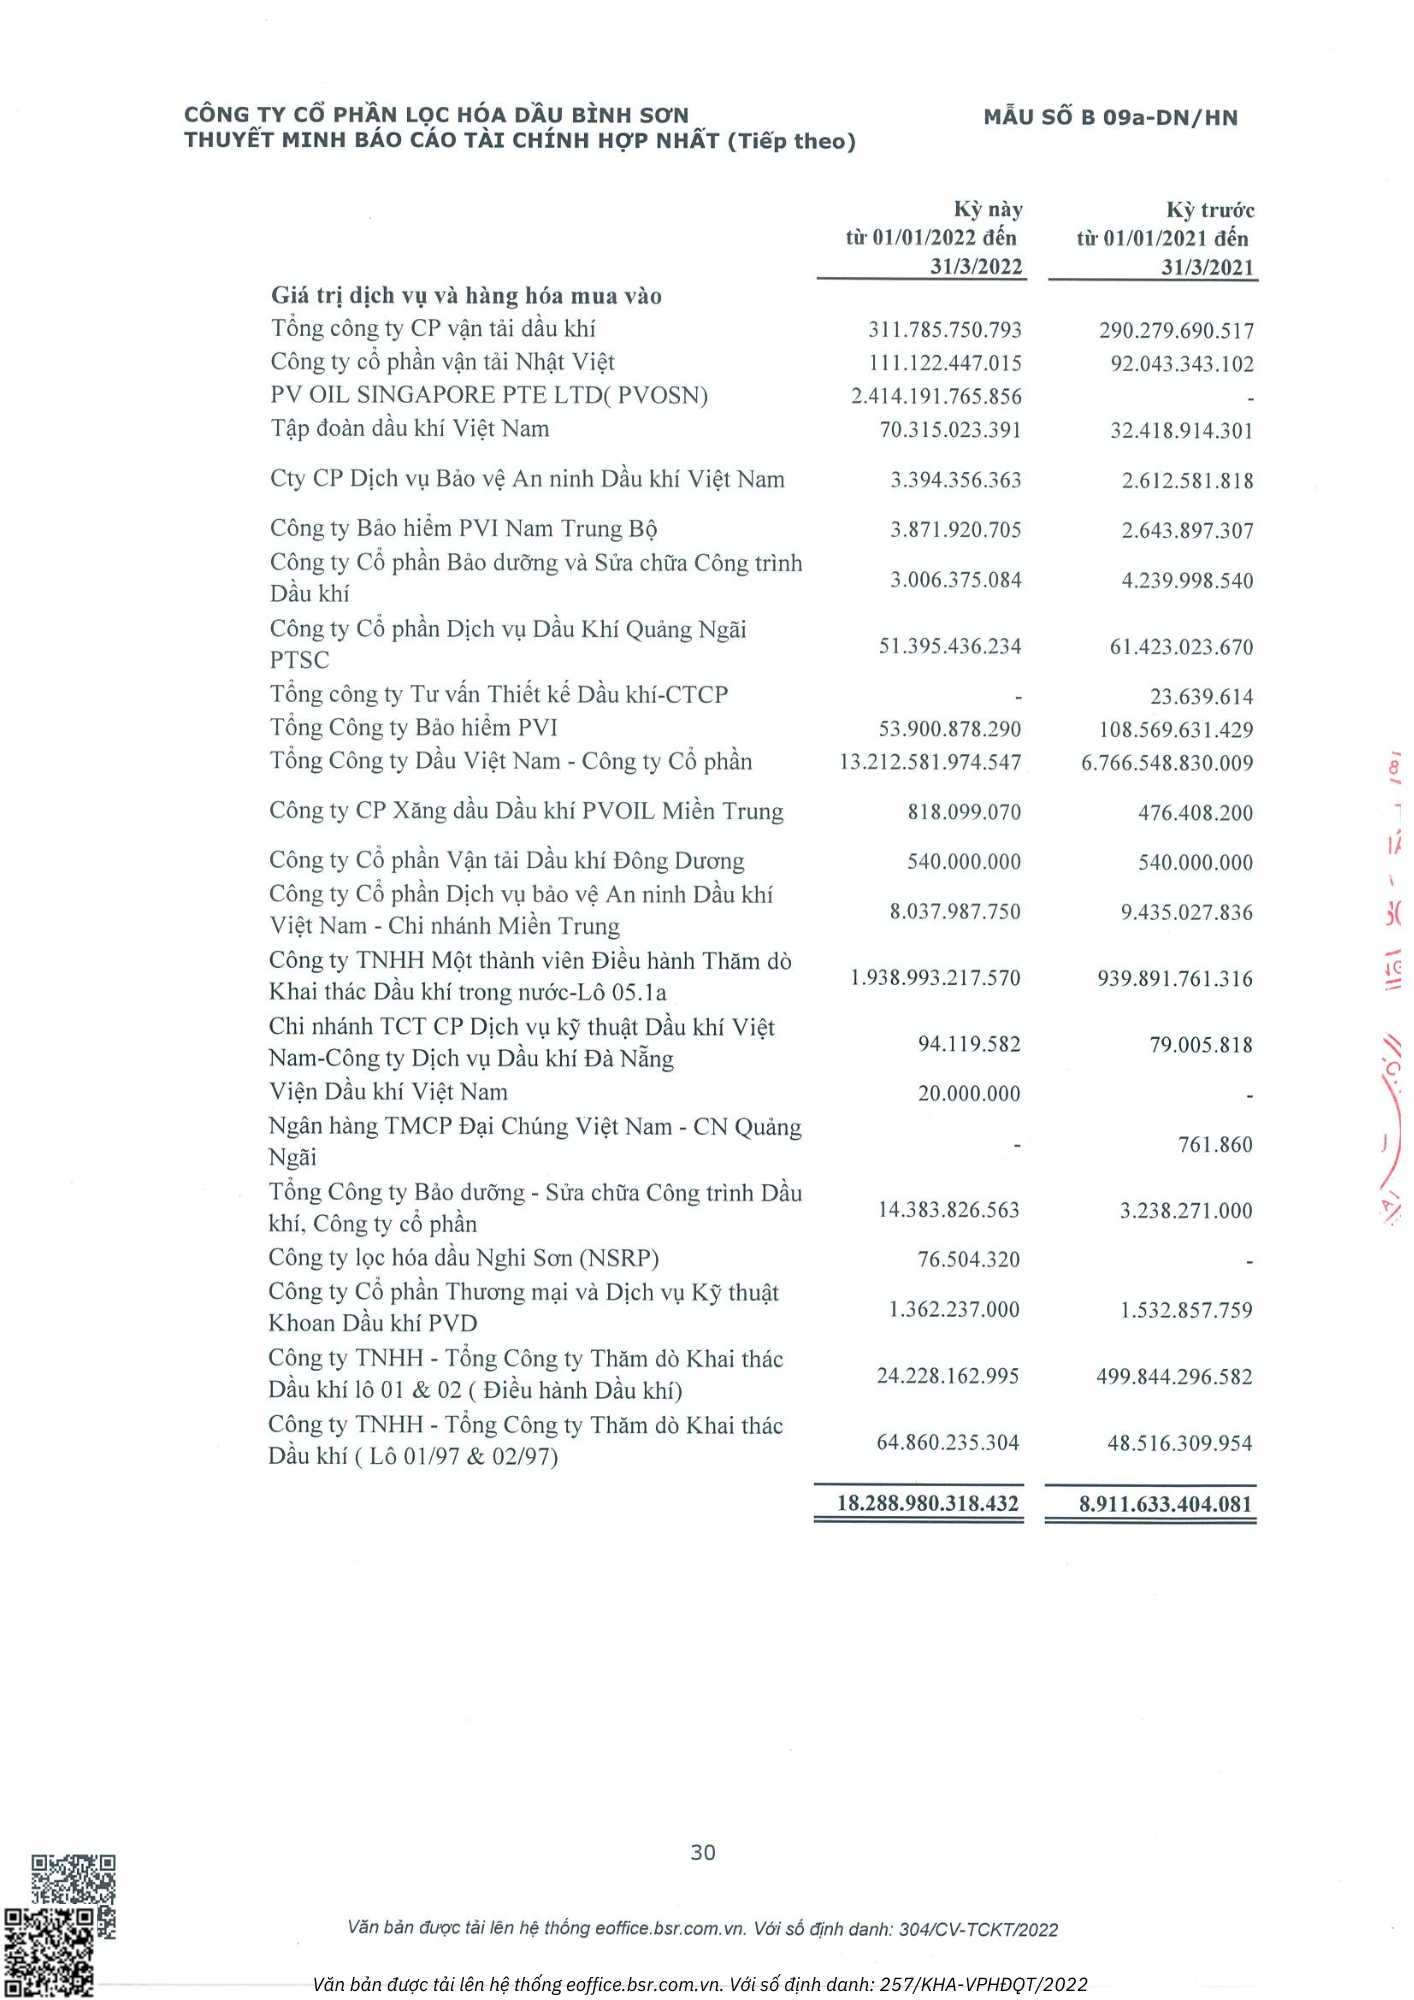 CÔNG TY CỔ PHẦN LỌC HÓA DẦU BÌNH SƠN MẪU SỐ B 09a-DN/HN
THUYẾT MINH BÁO CÁO TÀI CHÍNH HỢP NHẤT (Tiếp theo)
Kỳ này Kỳ trước
từ 01/01/2022 đến từ 01/01/2021 đến
31/3/2022 31/3/2021
Giá trị dịch vụ và hàng hóa mua vào
Tổng công ty CP vận tải dầu khí 311.785.750.793 290.279.690.517
Công ty cổ phần vận tải Nhật Việt 111.122.447.015 92.043.343.102
PV OIL SINGAPORE PTE LTD( PVOSN) 2.414.191.765.856 -
Tập đoàn dầu khí Việt Nam 70.315.023.391 32.418.914.301
Cty CP Dịch vụ Bảo vệ An ninh Dầu khí Việt Nam 3.394.356.363 2.612.581.818
Công ty Bảo hiểm PVI Nam Trung Bộ 3.871.920.705 2.643.897.307
Công ty Cổ phần Bảo dưỡng và Sửa chữa Công trình
Dầu khí 3.006.375.084 4.239.998.540
Công ty Cổ phần Dịch vụ Dầu Khí Quảng Ngãi
PTSC 51.395.436.234 61.423.023.670
Tổng công ty Tư vấn Thiết kế Dầu khí-CTCP - 23.639.614
Tổng Công ty Bảo hiểm PVI 53.900.878.290 108.569.631.429
Tổng Công ty Dầu Việt Nam - Công ty Cổ phần 13.212.581.974.547 6.766.548.830.009
Công ty CP Xăng dầu Dầu khí PVOIL Miền Trung 818.099.070 476.408.200
Công ty Cổ phần Vận tải Dầu khí Đông Dương 540.000.000 540.000.000
Công ty Cổ phần Dịch vụ bảo vệ An ninh Dầu khí
Việt Nam - Chi nhánh Miền Trung 8.037.987.750 9.435.027.836
Công ty TNHH Một thành viên Điều hành Thăm dò
Khai thác Dầu khí trong nước-Lô 05.1a 1.938.993.217.570 939.891.761.316
Chi nhánh TCT CP Dịch vụ kỹ thuật Dầu khí Việt
Nam-Công ty Dịch vụ Dầu khí Đà Nẵng 94.119.582 79.005.818
Viện Dầu khí Việt Nam 20.000.000 -
Ngân hàng TMCP Đại Chúng Việt Nam - CN Quảng
Ngãi - 761.860
Tổng Công ty Bảo dưỡng - Sửa chữa Công trình Dầu
khí, Công ty cổ phần 14.383.826.563 3.238.271.000
Công ty lọc hóa dầu Nghi Sơn (NSRP) 76.504.320 -
Công ty Cổ phần Thương mại và Dịch vụ Kỹ thuật
Khoan Dầu khí PVD 1.362.237.000 1.532.857.759
Công ty TNHH - Tổng Công ty Thăm dò Khai thác
Dầu khí lô 01 & 02 ( Điều hành Dầu khí) 24.228.162.995 499.844.296.582
Công ty TNHH - Tổng Công ty Thăm dò Khai thác
Dầu khí ( Lô 01/97 & 02/97) 64.860.235.304 48.516.309.954
18.288.980.318.432 8.911.633.404.081
30
Văn bản được tải lên hệ thống eoffice.bsr.com.vn. Với số định danh: 304/CV-TCKT/2022
Văn bản được tải lên hệ thống eoffice.bsr.com.vn. Với số định danh: 257/KHA-VPHĐQT/2022